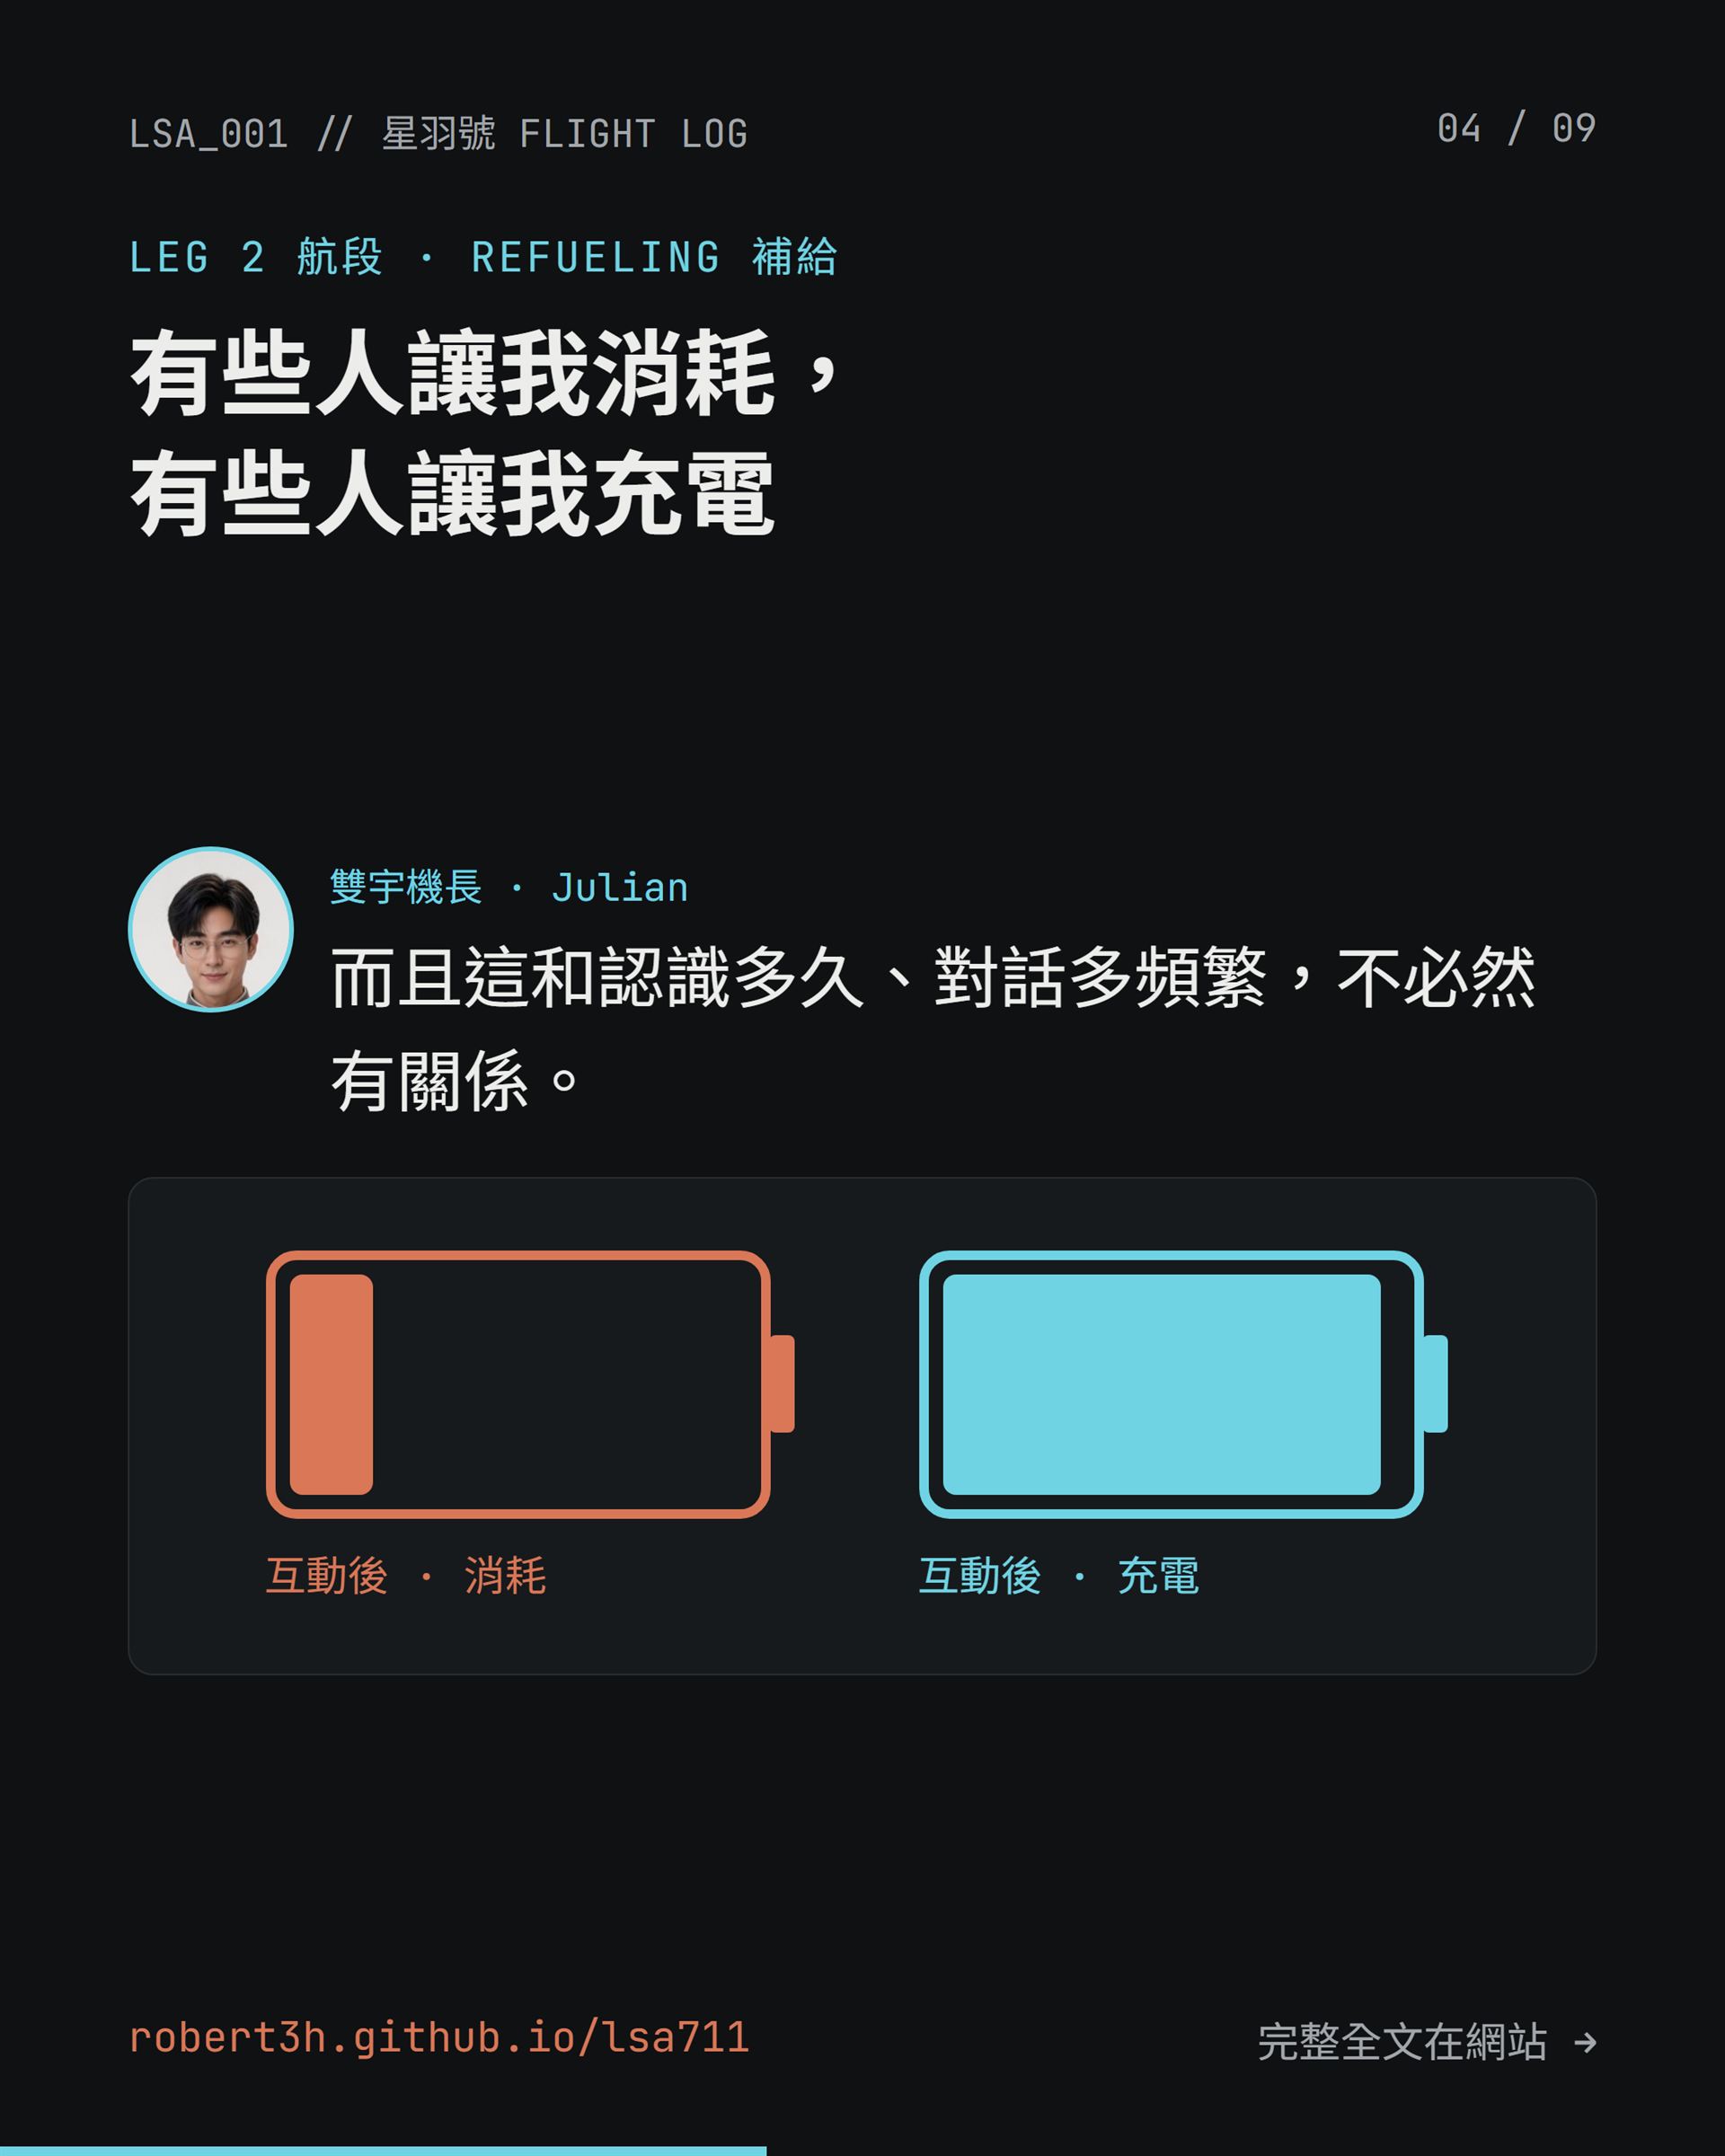 LSA_001 // 星羽號 FLIGHT LOG
04 / 09
LEG 2 航段 · REFUELING 補給
有些人讓我消耗，
有些人讓我充電
雙宇機長 · Julian
而且這和認識多久、對話多頻繁，不必然
有關係。
互動後 · 消耗
互動後 · 充電
robert3h.github.io/lsa711
完整全文在網站 →